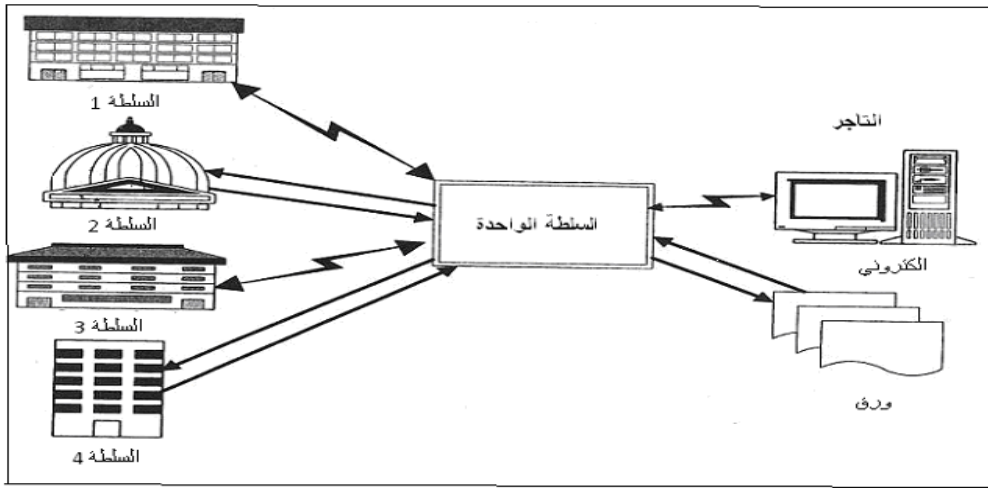 السلطة 1
السلطة 2
السلطة 3
السلطة 4
السلطة الواحدة
التاجر
الكتروني
ورق